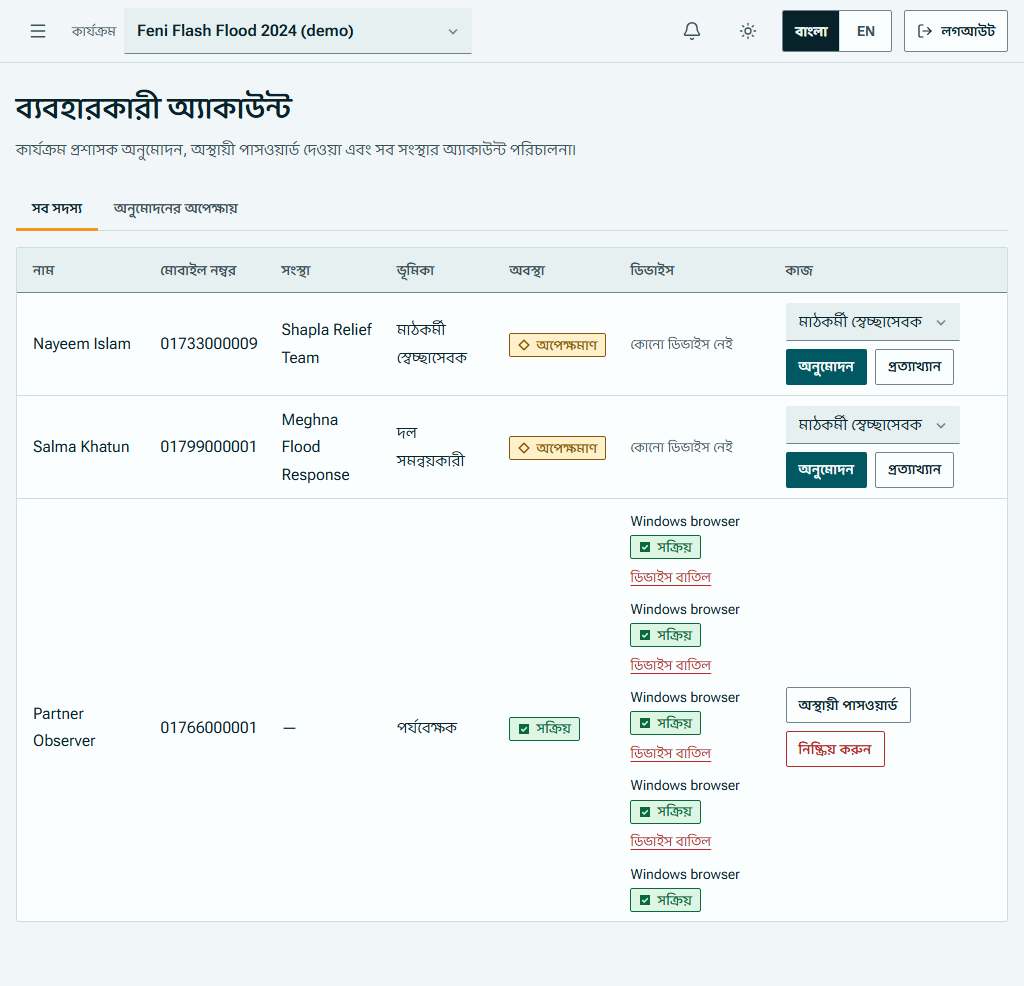 কার্যক্রম
Feni Flash Flood 2024 (demo)
বাংলা
EN
লগআউট
ব্যবহারকারী অ্যাকাউন্ট
কার্যক্রম প্রশাসক অনুমোদন, অস্থায়ী পাসওয়ার্ড দেওয়া এবং সব সংস্থার অ্যাকাউন্ট পরিচালনা।
সব সদস্য
অনুমোদনের অপেক্ষায়
নাম
মোবাইল নম্বর
সংস্থা
ভূমিকা
অবস্থা
ডিভাইস
কাজ
Nayeem Islam
01733000009
Shapla Relief
Team
মাঠকর্মী
স্বেচ্ছাসেবক
অপেক্ষমাণ
কোনো ডিভাইস নেই
মাঠকর্মী স্বেচ্ছাসেবক
অনুমোদন
প্রত্যাখ্যান
Salma Khatun
01799000001
Meghna
Flood
Response
দল
সমন্বয়কারী
অপেক্ষমাণ
কোনো ডিভাইস নেই
মাঠকর্মী স্বেচ্ছাসেবক
অনুমোদন
প্রত্যাখ্যান
Partner
Observer
01766000001
—
পর্যবেক্ষক
সক্রিয়
Windows browser
সক্রিয়
ডিভাইস বাতিল
Windows browser
সক্রিয়
ডিভাইস বাতিল
Windows browser
সক্রিয়
ডিভাইস বাতিল
Windows browser
সক্রিয়
ডিভাইস বাতিল
Windows browser
সক্রিয়
অস্থায়ী পাসওয়ার্ড
নিষ্ক্রিয় করুন